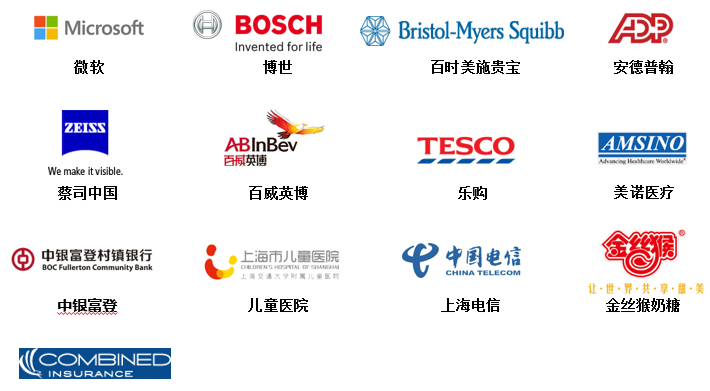 Microsoft
微软
BOSCH
Invented for life
博世
Bristol-Myers Squibb
百时美施贵宝
ADP
安德普翰
ZEISS
We make it visible.
蔡司中国
ABInBev
百威英博
百威英博
TESCO
乐购
AMSINO
Advancing Healthcare Worldwide®
美诺医疗
中银富登村镇银行
BOC Fullerton Community Bank
中银富登
上海市儿童医院
CHILDREN'S HOSPITAL OF SHANGHAI
上海交通大学附属儿童医院
儿童医院
中国电信
CHINA TELECOM
上海电信
金丝猴®
让·世·界·共·享·甜·美
金丝猴奶糖
COMBINED
INSURANCE